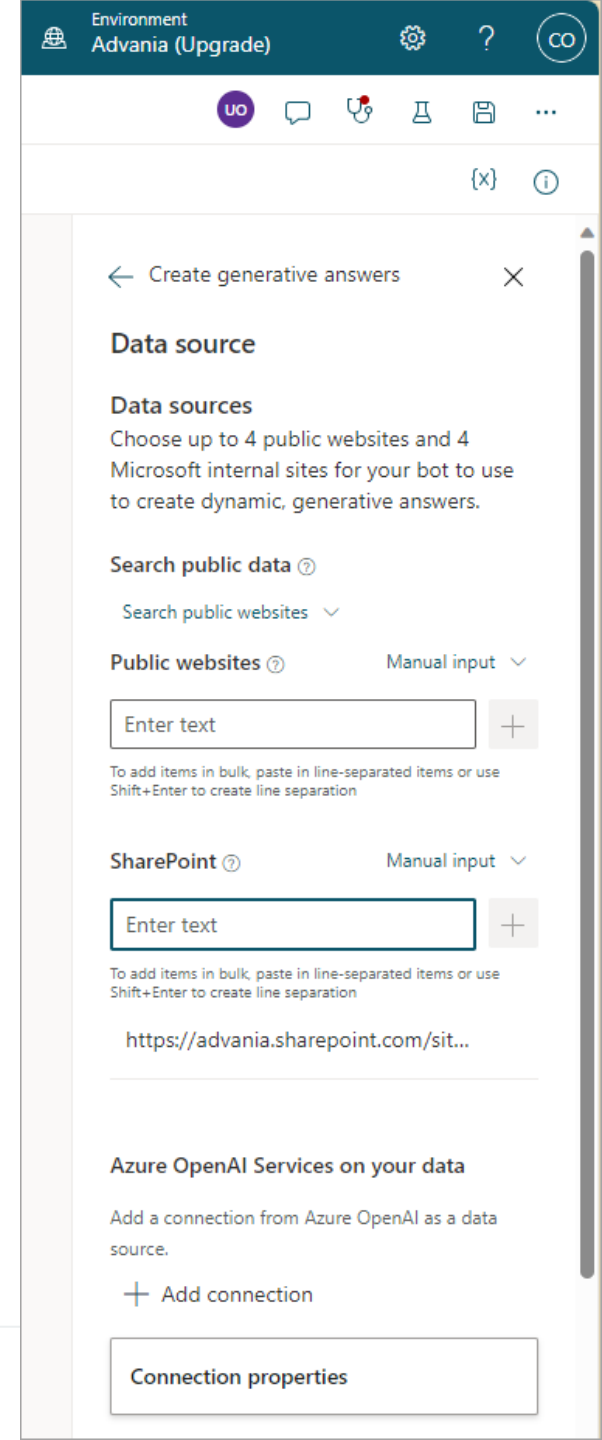 Environment
Advania (Upgrade)
?
CO
UO
...
{x}
Create generative answers
Data source
Data sources
Choose up to 4 public websites and 4
Microsoft internal sites for your bot to use
to create dynamic, generative answers.
Search public data
Search public websites
Public websites Manual input
Enter text
To add items in bulk, paste in line-separated items or use
Shift+Enter to create line separation
SharePoint Manual input
Enter text
To add items in bulk, paste in line-separated items or use
Shift+Enter to create line separation
https://advania.sharepoint.com/sit...
Azure OpenAI Services on your data
Add a connection from Azure OpenAI as a data
source.
Add connection
Connection properties